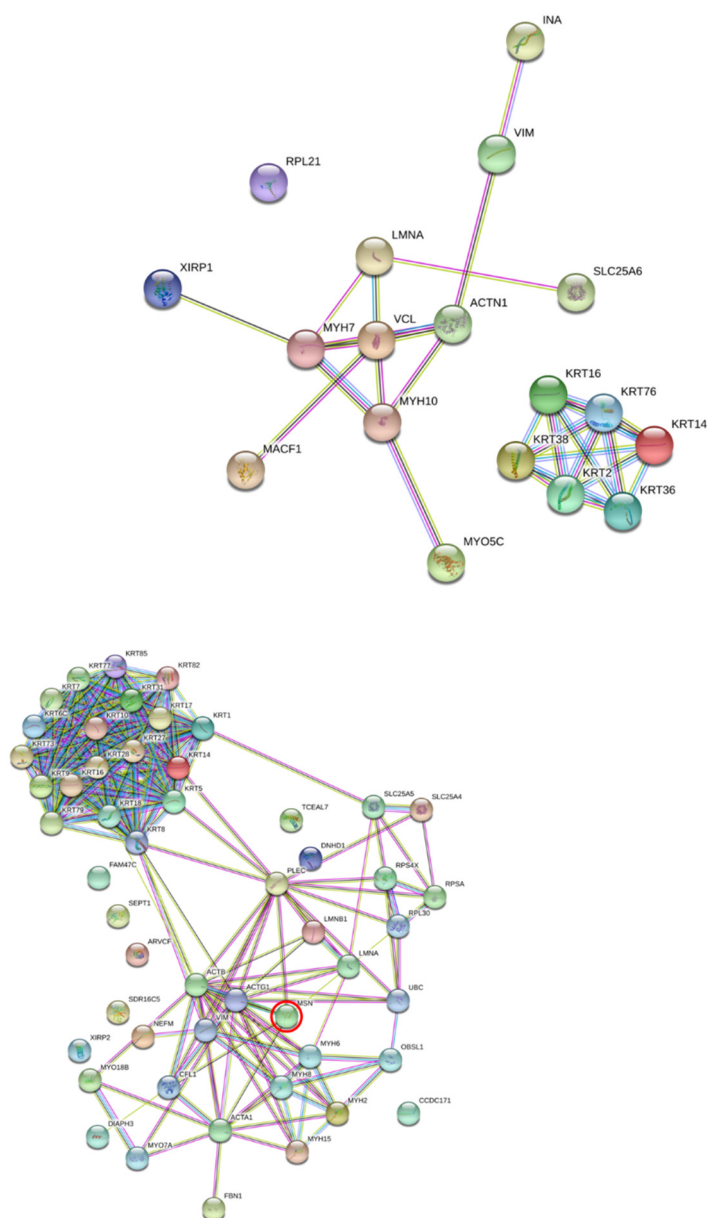 INA
VIM
RPL21
LMNA
XIRP1
SLC25A6
ACTN1
VCL
MYH7
KRT16
KRT76
MYH10
KRT14
KRT38
MACF1
KRT2
KRT36
MYO5C
KRT85
KRT77
KRT82
KRT7
KRT31
KRT6C
KRT17
KRT10
KRT1
KRT27
KRT73
KRT28
KRT14
KRT9
KRT16
KRT5
SLC25A5
SLC25A4
KRT79
KRT18
TCEAL7
KRT8
DNHD1
FAM47C
PLEC
RPS4X
RPSA
SEPT1
LMNB1
RPL30
ARVCF
LMNA
ACTB
ACTG1
UBC
SDR16C5
MSN
NEFM
VIM
XIRP2
MYH6
OBSL1
MYO18B
CFL1
MYH8
CCDC171
MYH2
DIAPH3
ACTA1
MYH15
MYO7A
FBN1